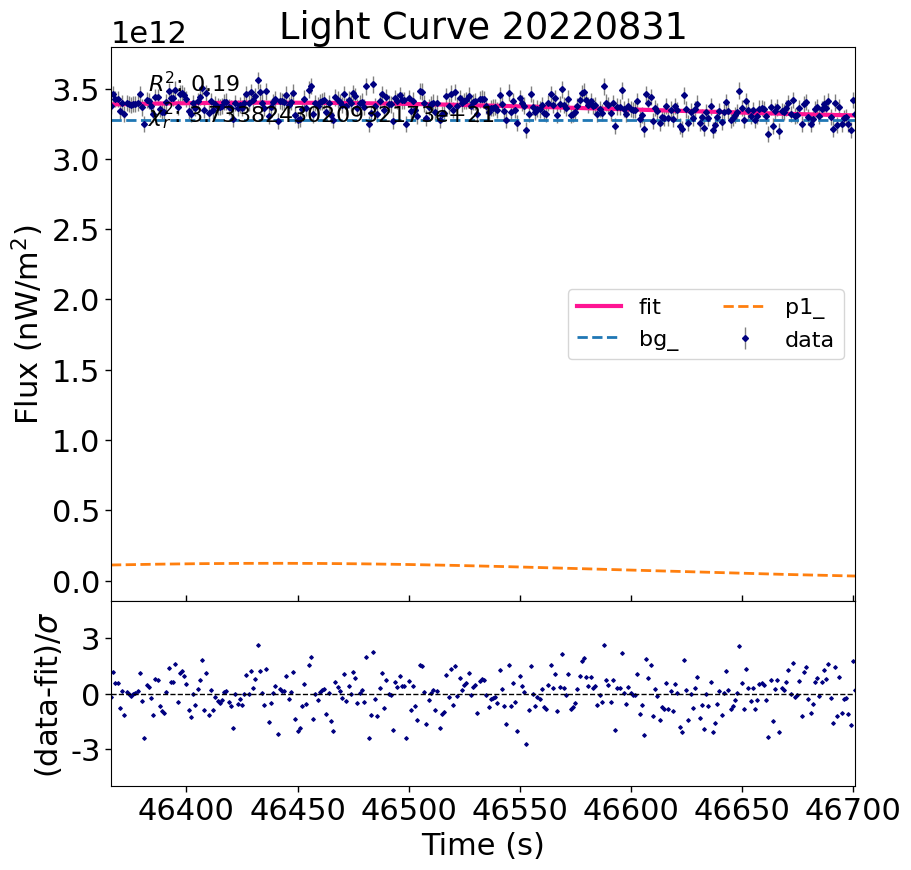 Light Curve 20220831
1e12
R²: 0.19
3.5
3.0
2.5
2.0
1.5
1.0
0.5
0.0
Flux (nW/m²)
fit
bg_
p1_
data
3
0
-3
(data-fit)/σ
46400 46450 46500 46550 46600 46650 46700
Time (s)